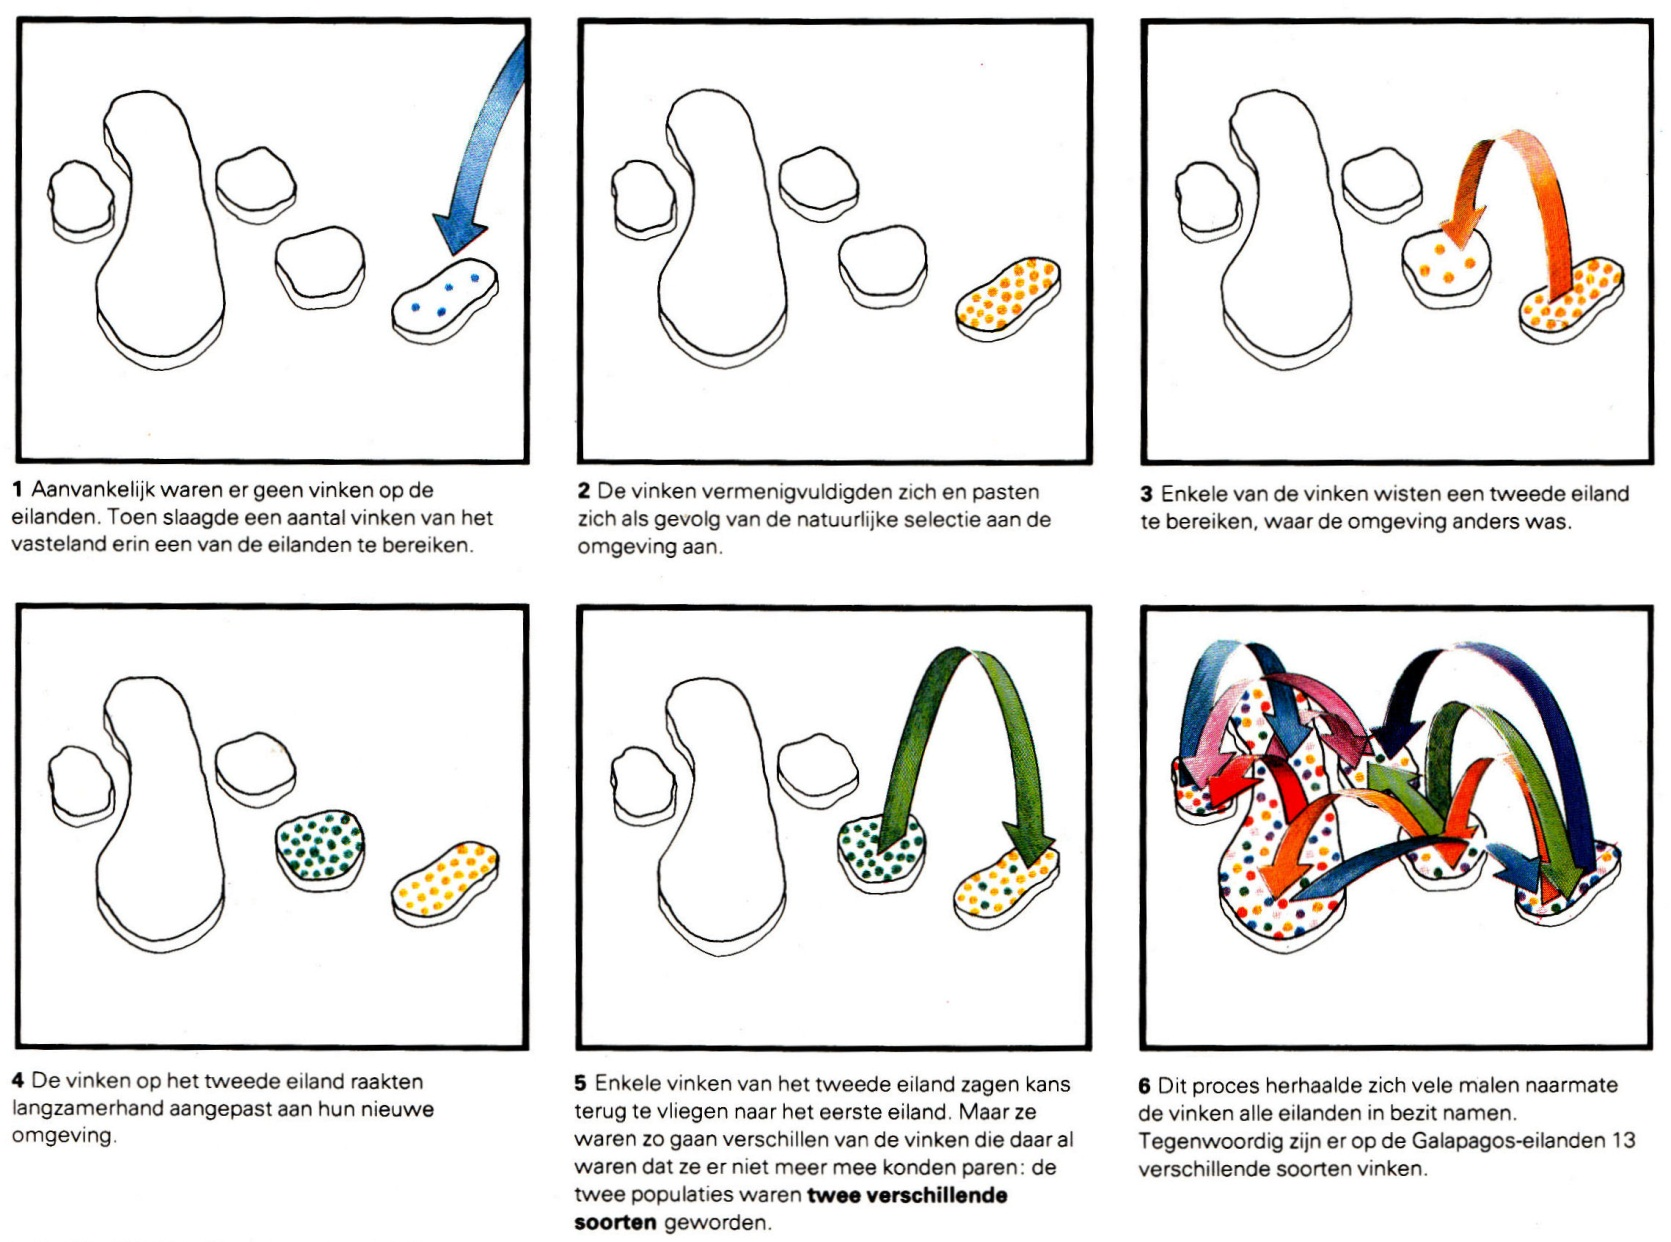 1 Aanvankelijk waren er geen vinken op de
eilanden. Toen slaagde een aantal vinken van het
vasteland erin een van de eilanden te bereiken.
2 De vinken vermenigvuldigden zich en pasten
zich als gevolg van de natuurlijke selectie aan de
omgeving aan.
3 Enkele van de vinken wisten een tweede eiland
te bereiken, waar de omgeving anders was.
4 De vinken op het tweede eiland raakten
langzamerhand aangepast aan hun nieuwe
omgeving.
5 Enkele vinken van het tweede eiland zagen kans
terug te vliegen naar het eerste eiland. Maar ze
waren zo gaan verschillen van de vinken die daar al
waren dat ze er niet meer mee konden paren: de
twee populaties waren twee verschillende
soorten geworden.
6 Dit proces herhaalde zich vele malen naarmate
de vinken alle eilanden in bezit namen.
Tegenwoordig zijn er op de Galapagos-eilanden 13
verschillende soorten vinken.